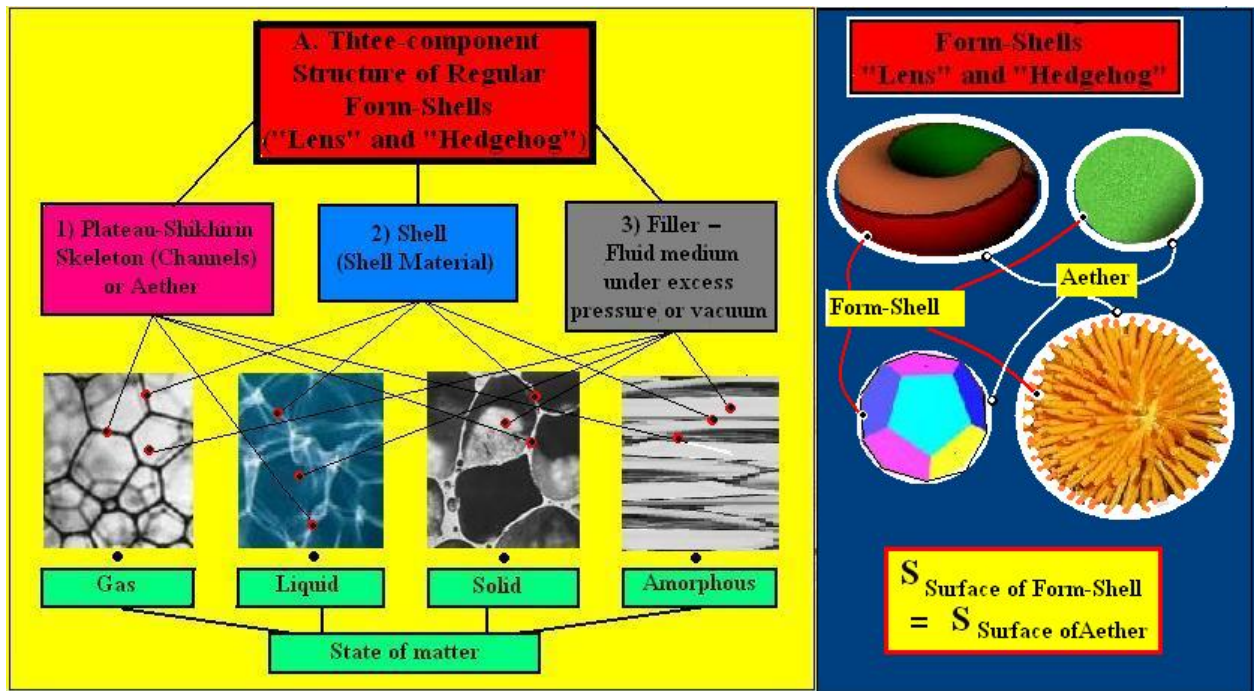 A. Thtee-component
Structure of Regular
Form-Shells
("Lens" and "Hedgehog")
1) Plateau-Shikhirin
Skeleton (Channels)
or Aether
2) Shell
(Shell Material)
3) Filler –
Fluid medium
under excess
pressure or vacuum
Gas
Liquid
Solid
Amorphous
State of matter
Form-Shells
"Lens" and "Hedgehog"
Aether
Form-Shell
S Surface of Form-Shell
= S Surface ofAether